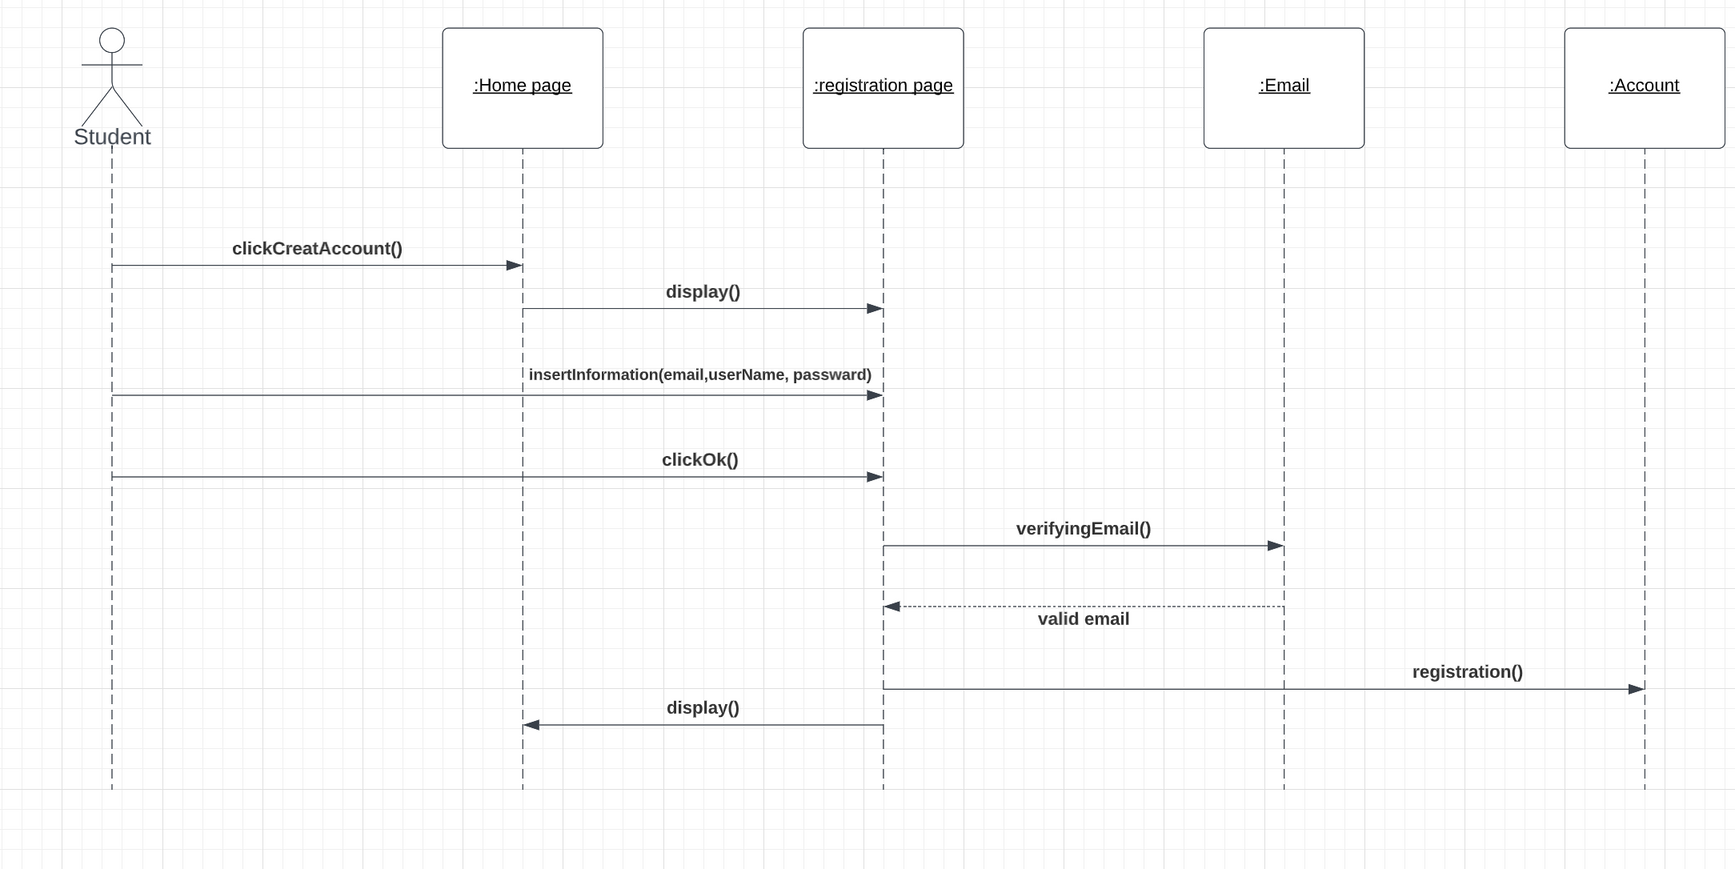 Student
:Home page
:registration page
:Email
:Account
clickCreatAccount()
display()
insertInformation(email,userName, passward)
clickOk()
verifyingEmail()
valid email
registration()
display()